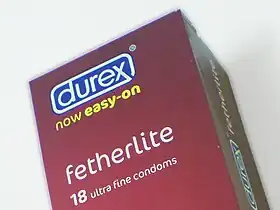 durex®
now easy-on
fetherlite
18 ultra fine condoms